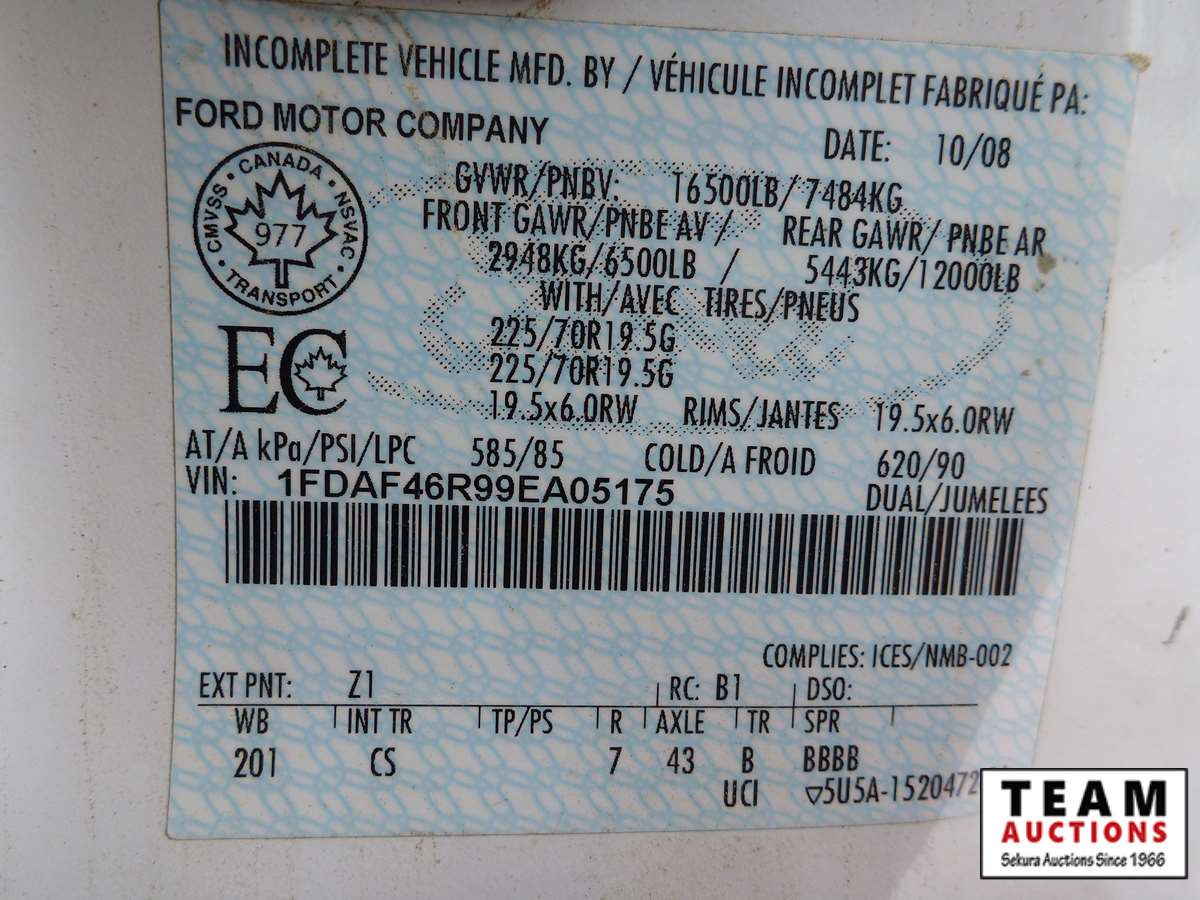 INCOMPLETE VEHICLE MFD. BY / VÉHICULE INCOMPLET FABRIQUÉ PA:
FORD MOTOR COMPANY
DATE: 10/08
CANADA
CMVSS NSVAC
977
TRANSPORT
GVWR/PNBV: 16500LB/7484KG
FRONT GAWR/PNBE AV / REAR GAWR/ PNBE AR
2948KG/6500LB / 5443KG/12000LB
WITH/AVEC TIRES/PNEUS
225/70R19.5G
225/70R19.5G
EC
19.5x6.0RW RIMS/JANTES 19.5x6.0RW
AT/A kPa/PSI/LPC 585/85 COLD/A FROID 620/90
VIN: 1FDAF46R99EA05175 DUAL/JUMELEES
COMPLIES: ICES/NMB-002
EXT PNT: Z1 RC: B1 DSO:
WB INT TR TP/PS R AXLE TR SPR
201 CS 7 43 B BBBB
UCI ▽5U5A-1520472
TEAM
AUCTIONS
Sekura Auctions Since 1966